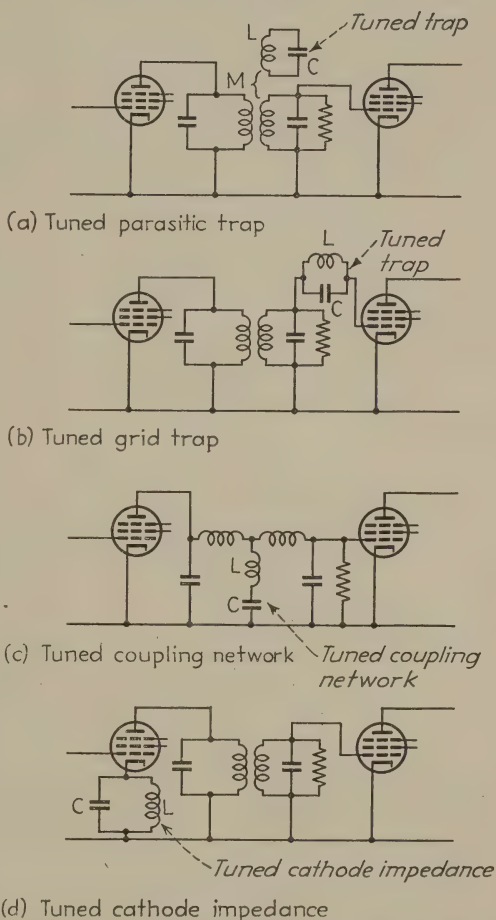 L
Tuned trap
C
M
(a) Tuned parasitic trap
L
Tuned
trap
C
(b) Tuned grid trap
L
C
(c) Tuned coupling network
Tuned coupling
network
C
L
Tuned cathode impedance
(d) Tuned cathode impedance